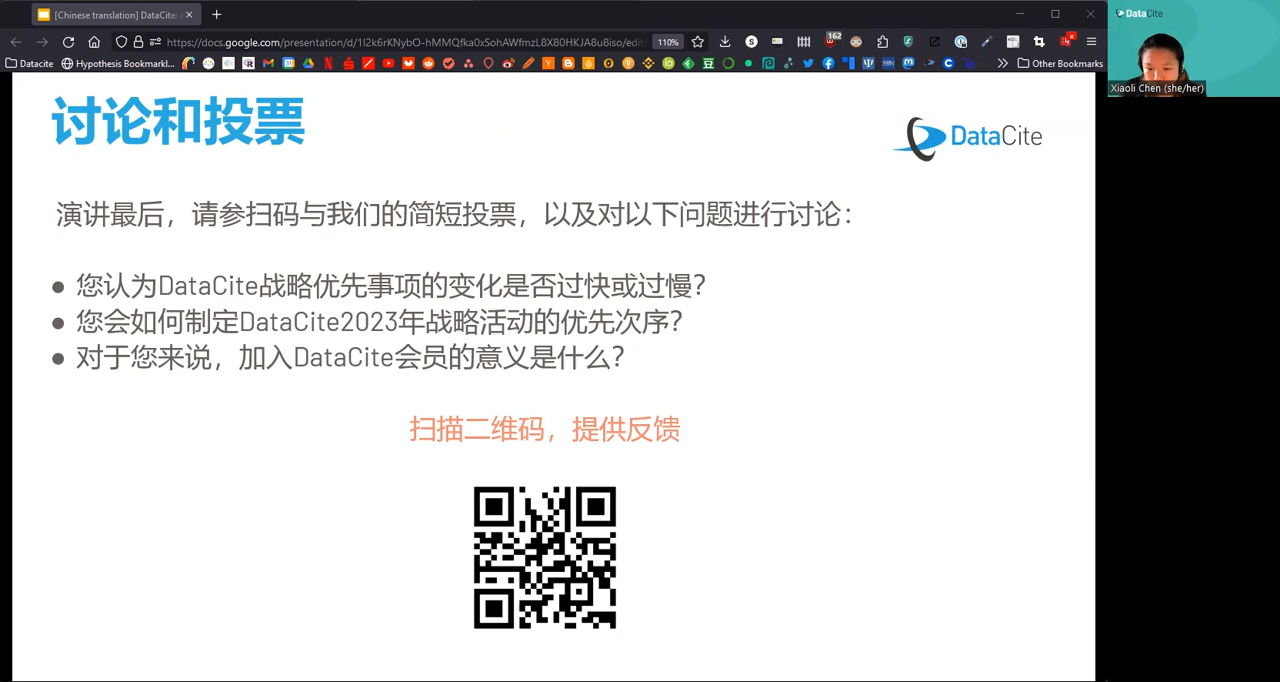 [Chinese translation] DataCite:
https://docs.google.com/presentation/d/1I2k6rKNybO-hMMQfka0xSohAWfmzL8X80HKJA8u8iso/edit
110%
162
Datacite
Hypothesis Bookmarkl...
Other Bookmarks
DataCite
Xiaoli Chen (she/her)
讨论和投票
DataCite
演讲最后，请参扫码与我们的简短投票，以及对以下问题进行讨论：
● 您认为DataCite战略优先事项的变化是否过快或过慢？
● 您会如何制定DataCite2023年战略活动的优先次序？
● 对于您来说，加入DataCite会员的意义是什么？
扫描二维码，提供反馈